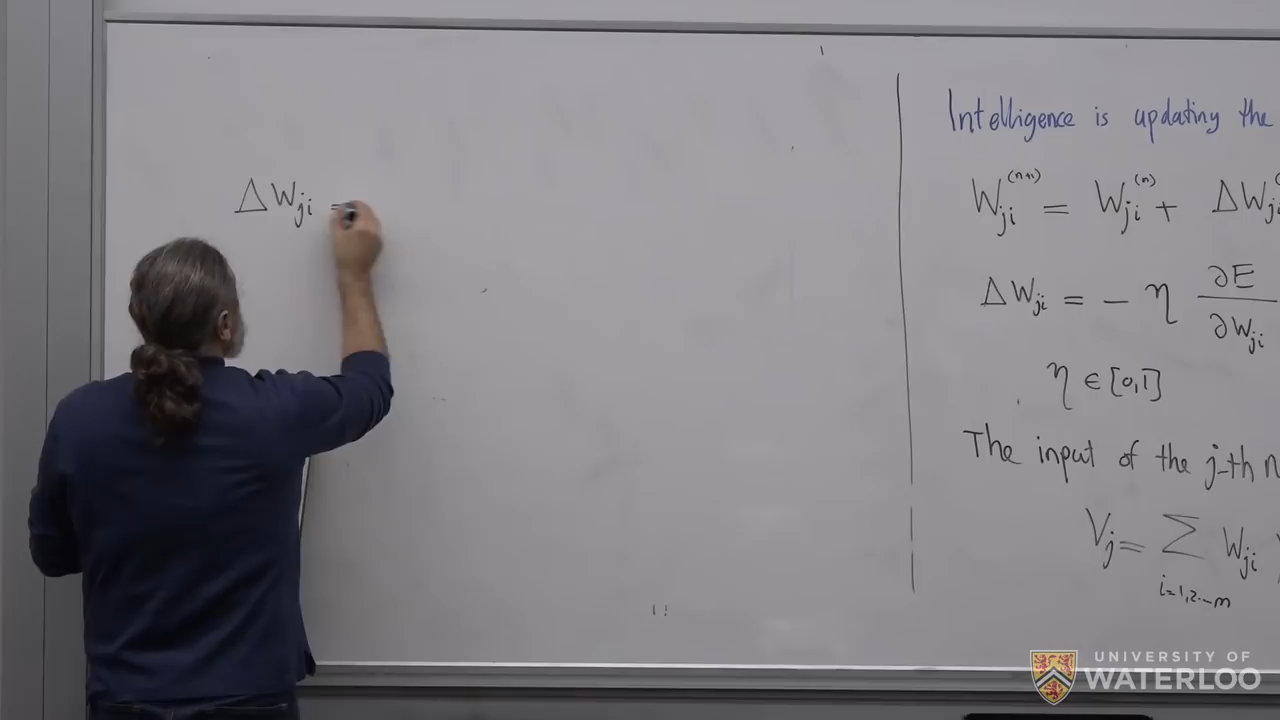 ΔWji =
Intelligence is updating the
Wji(n+1) = Wji(n) + ΔWji(
ΔWji = - η ∂E/∂Wji
η ∈ [0,1]
The input of the j-th n
Vj = Σ Wji
i=1,2...m
UNIVERSITY OF
WATERLOO